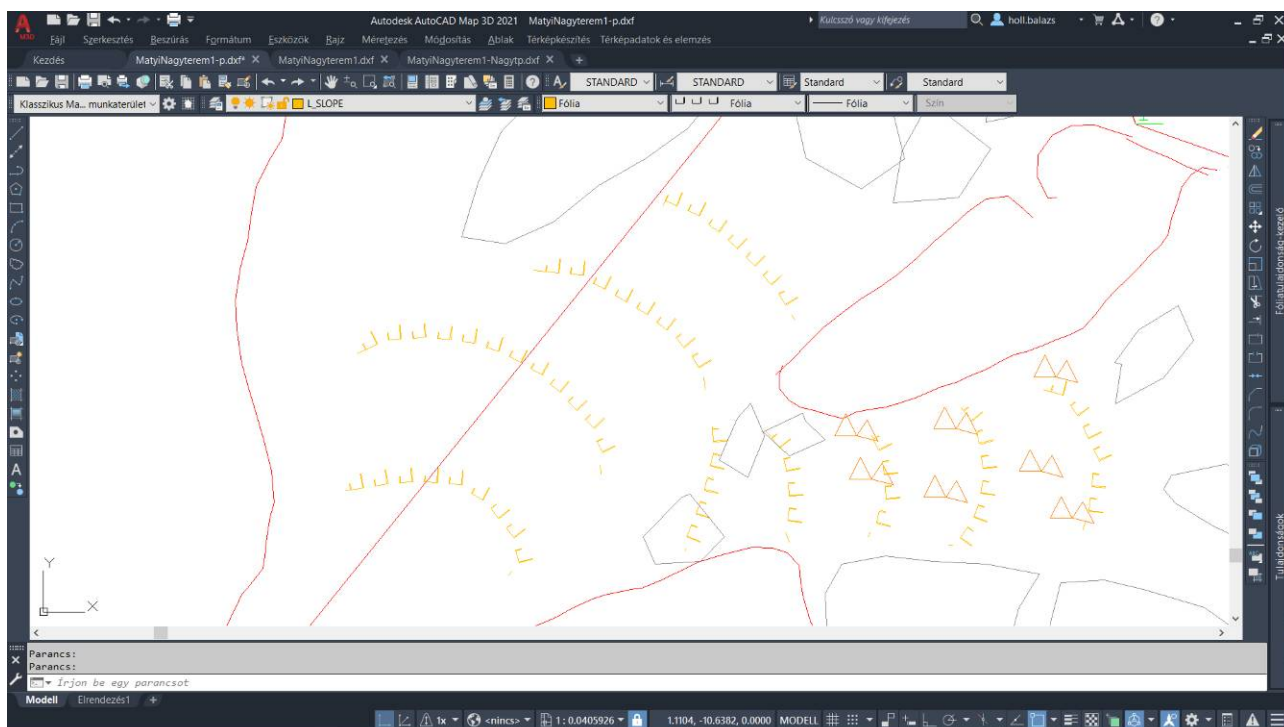 Autodesk AutoCAD Map 3D 2021 MatyiNagyterem1-p.dxf
Kulcsszó vagy kifejezés
holl.balazs
Fájl Szerkesztés Beszúrás Formátum Eszközök Rajz Méretezés Módosítás Ablak Térképkészítés Térképadatok és elemzés
Kezdés MatyiNagyterem1-p.dxf* MatyiNagyterem1.dxf MatyiNagyterem1-Nagytp.dxf
STANDARD STANDARD Standard Standard
Klasszikus Ma... munkaterület L_SLOPE Fólia Fólia Fólia Szín
Fóliatulajdonság-kezelő
Tulajdonságok
Y
X
Parancs:
Parancs:
Írjon be egy parancsot
Modell Elrendezés1 +
1x <nincs> 1:0.0405926 1.1104, -10.6382, 0.0000 MODELL